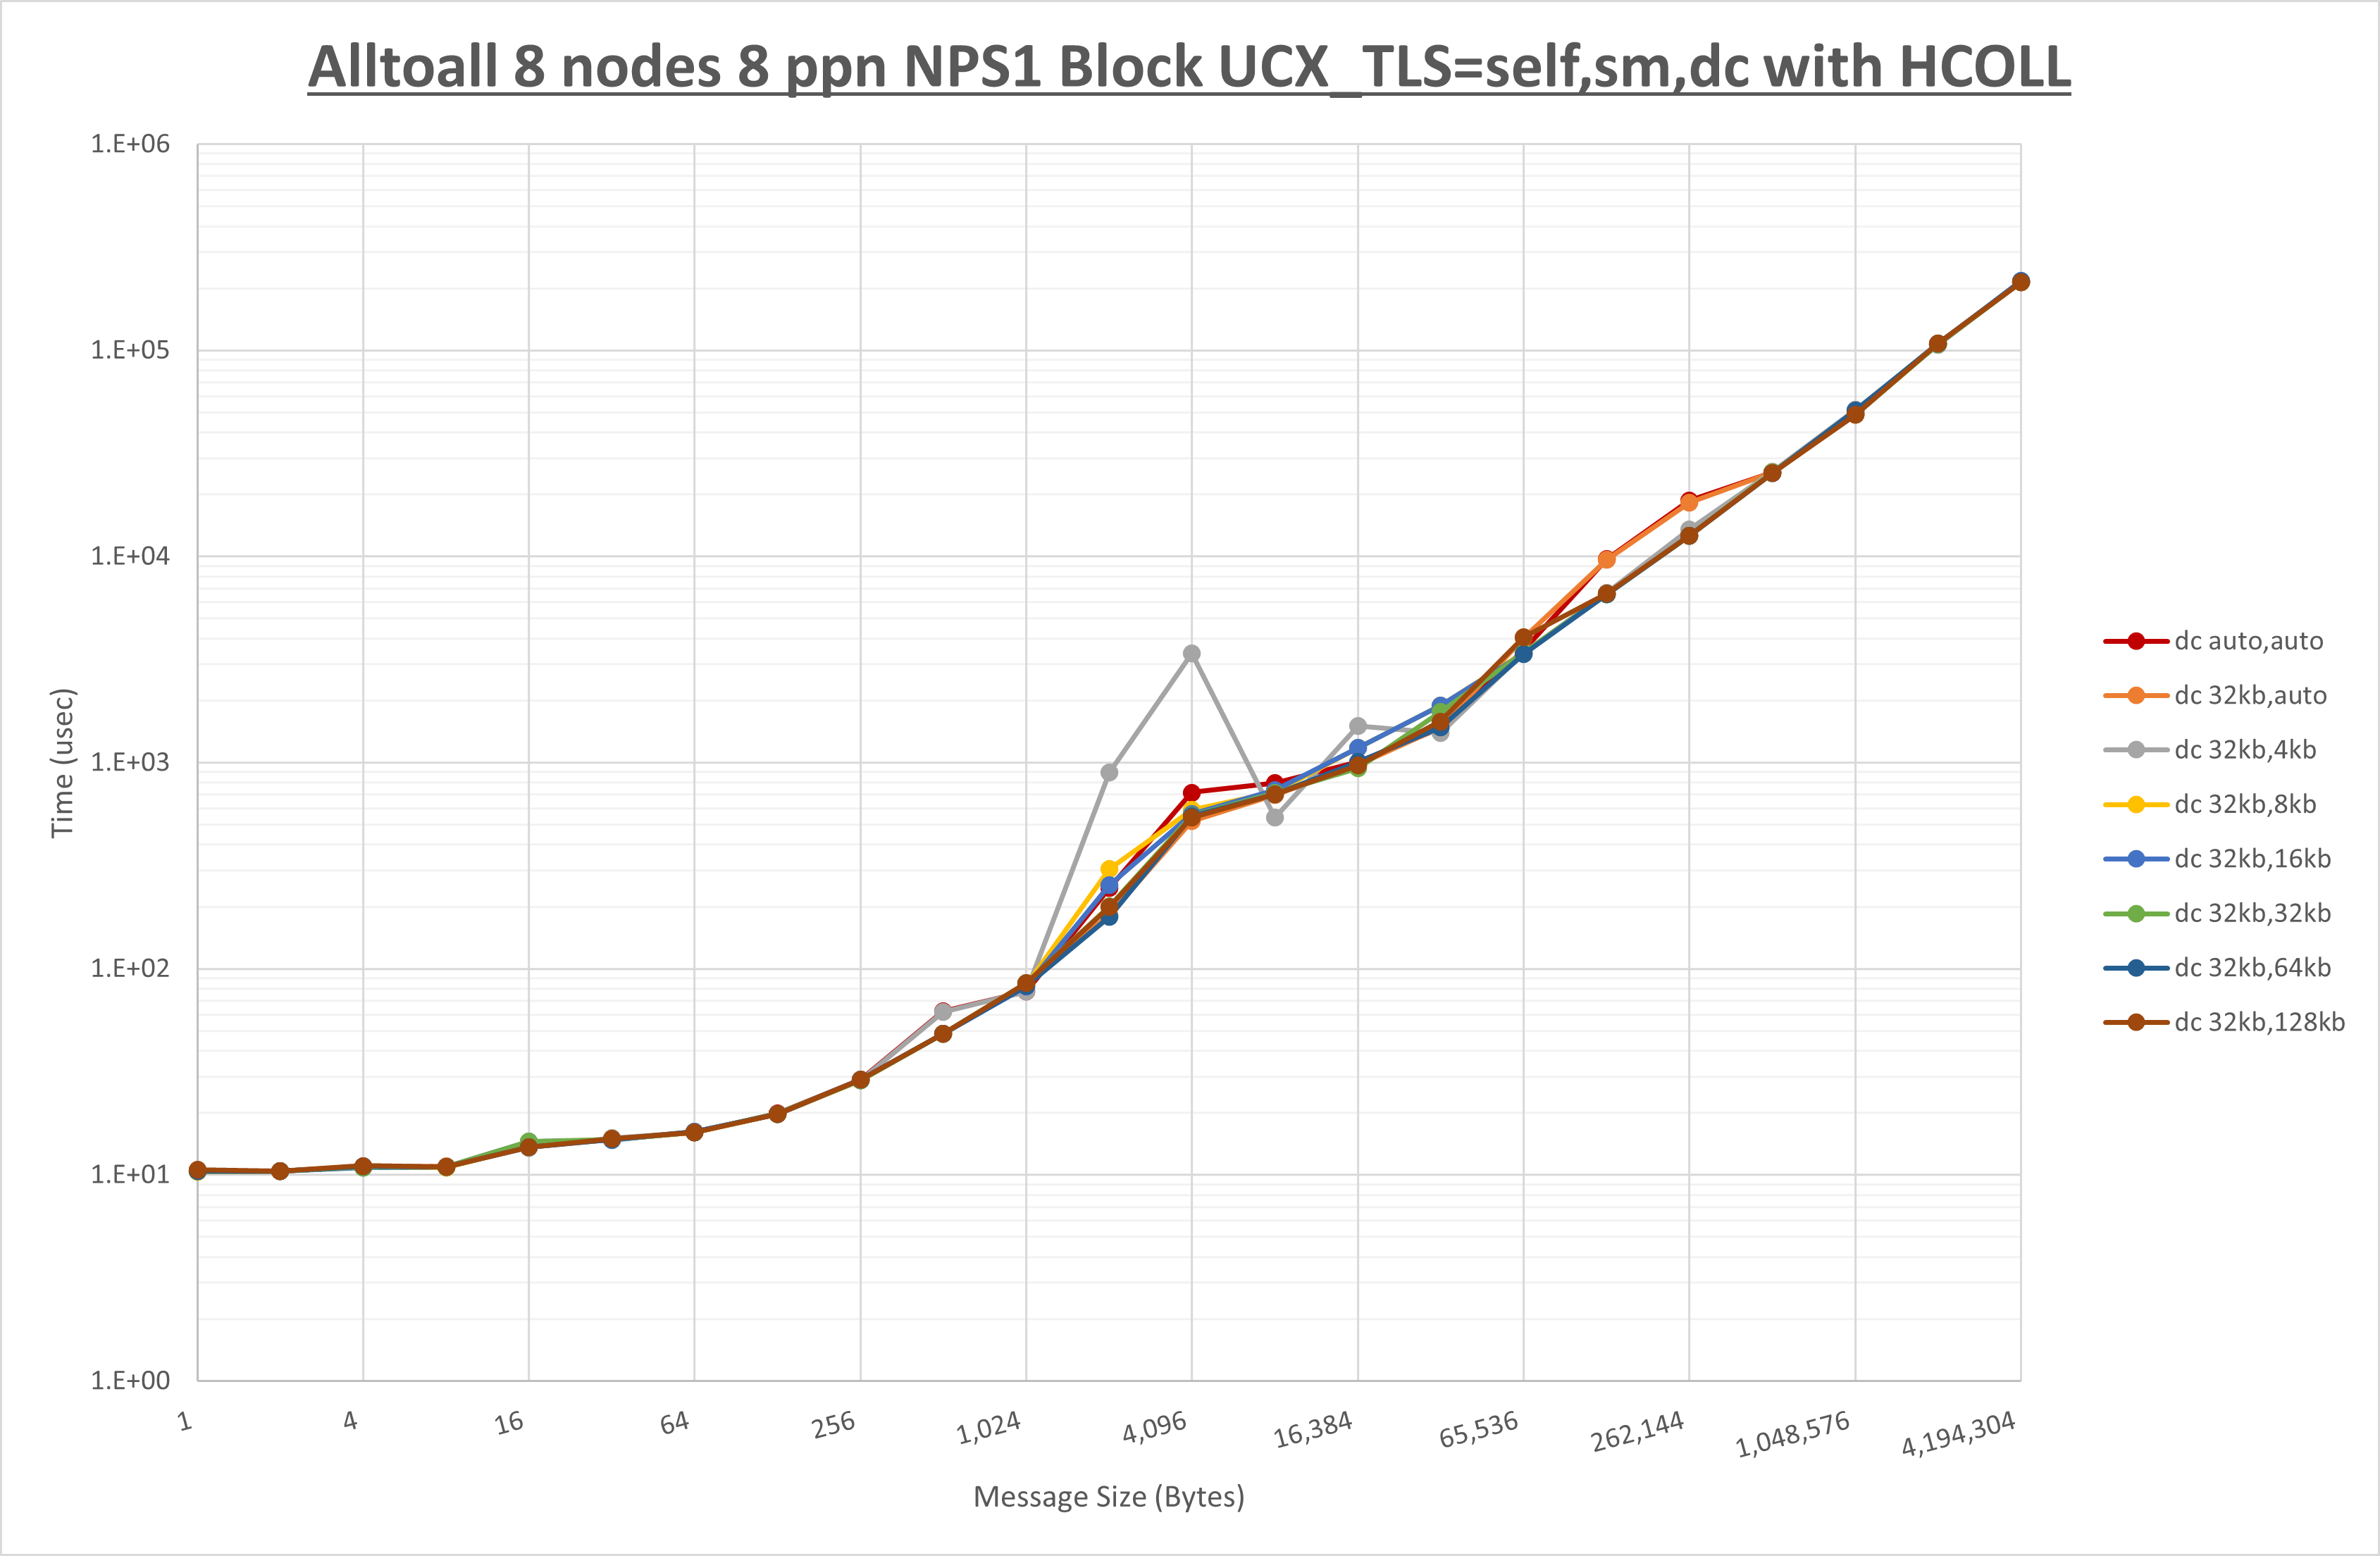 Alltoall 8 nodes 8 ppn NPS1 Block UCX_TLS=self,sm,dc with HCOLL
1.E+06
1.E+05
1.E+04
1.E+03
1.E+02
1.E+01
1.E+00
Time (usec)
1 4 16 64 256 1,024 4,096 16,384 65,536 262,144 1,048,576 4,194,304
Message Size (Bytes)
dc auto,auto
dc 32kb,auto
dc 32kb,4kb
dc 32kb,8kb
dc 32kb,16kb
dc 32kb,32kb
dc 32kb,64kb
dc 32kb,128kb